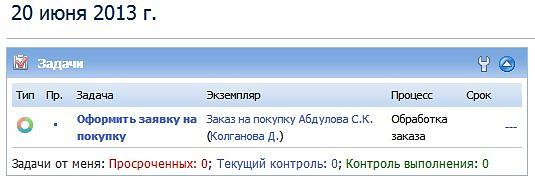 20 июня 2013 г.
Задачи
Тип Пр. Задача Экземпляр Процесс Срок
Оформить заявку на покупку Заказ на покупку Абдулова С.К. (Колганова Д.) Обработка заказа ---
Задачи от меня: Просроченных: 0; Текущий контроль: 0; Контроль выполнения: 0